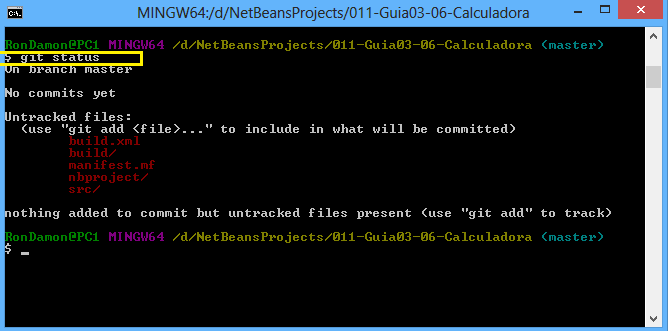 MINGW64:/d/NetBeansProjects/011-Guia03-06-Calculadora
RonDamon@PC1 MINGW64 /d/NetBeansProjects/011-Guia03-06-Calculadora (master)
$ git status
On branch master
No commits yet
Untracked files:
(use "git add <file>..." to include in what will be committed)
build.xml
build/
manifest.mf
nbproject/
src/
nothing added to commit but untracked files present (use "git add" to track)
RonDamon@PC1 MINGW64 /d/NetBeansProjects/011-Guia03-06-Calculadora (master)
$